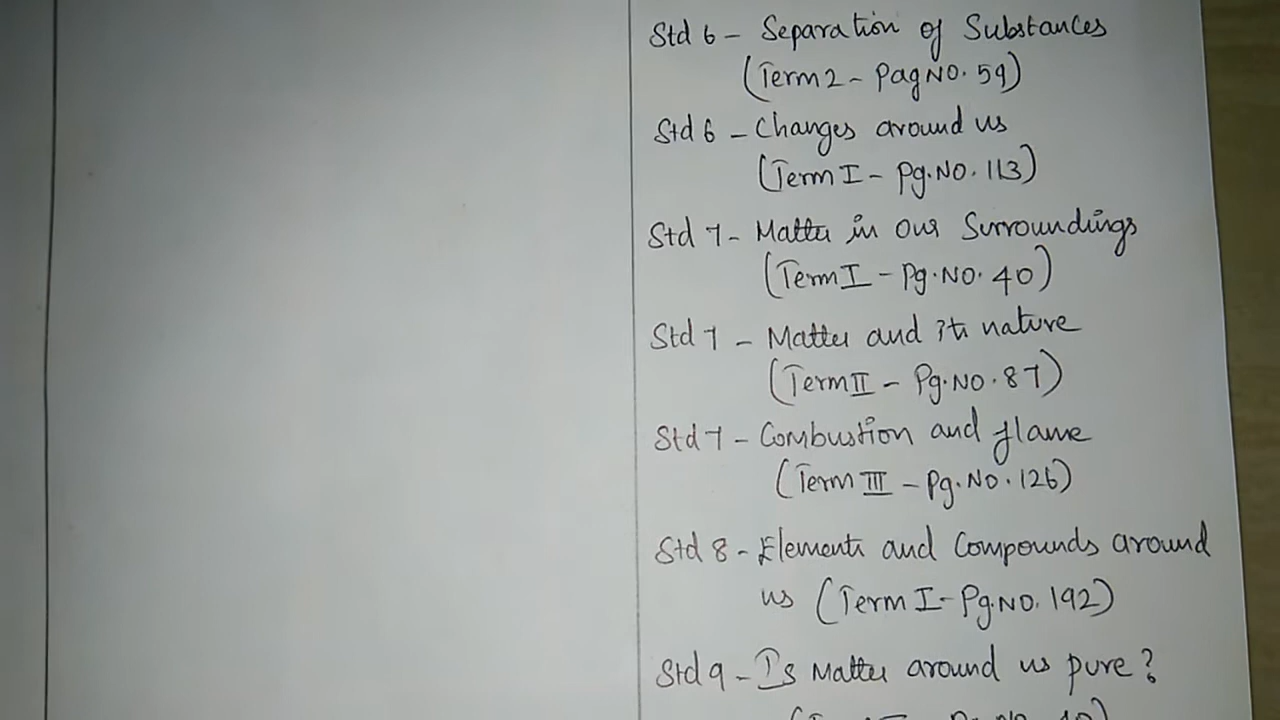 Std 6 - Separation of Substances
(Term 2 - Pag NO. 59)
Std 6 - Changes around us
(Term I - Pg.NO. 113)
Std 7 - Matter in our Surroundings
(Term I - Pg.NO. 40)
Std 7 - Matter and its nature
(Term II - Pg.NO. 87)
Std 7 - Combustion and flame
(Term III - Pg.NO. 126)
Std 8 - Elements and Compounds around
us (Term I - Pg.NO. 192)
Std 9 - Is Matter around us pure?